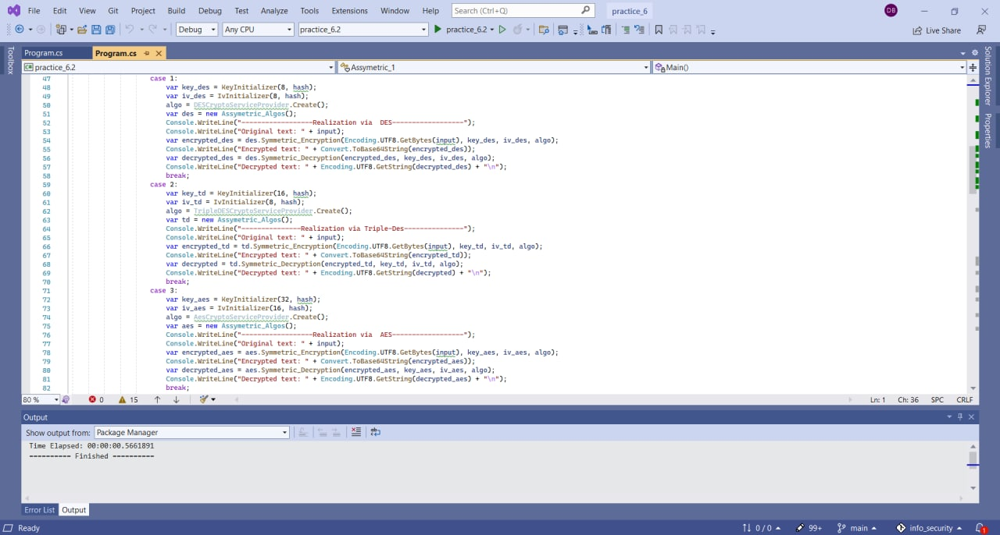 File Edit View Git Project Build Debug Test Analyze Tools Extensions Window Help Search (Ctrl+Q) practice_6 DB
Debug Any CPU practice_6.2 practice_6.2 Live Share
Toolbox
Program.cs Program.cs
practice_6.2 Assymetric_1 Main()
47 case 1:
48 var key_des = KeyInitializer(8, hash);
49 var iv_des = IvInitializer(8, hash);
50 algo = DESCryptoServiceProvider.Create();
51 var des = new Assymetric_Algos();
52 Console.WriteLine("------------------Realization via  DES------------------");
53 Console.WriteLine("Original text: " + input);
54 var encrypted_des = des.Symmetric_Encryption(Encoding.UTF8.GetBytes(input), key_des, iv_des, algo);
55 Console.WriteLine("Encrypted text: " + Convert.ToBase64String(encrypted_des));
56 var decrypted_des = des.Symmetric_Decryption(encrypted_des, key_des, iv_des, algo);
57 Console.WriteLine("Decrypted text: " + Encoding.UTF8.GetString(decrypted_des) + "\n");
58 break;
59 case 2:
60 var key_td = KeyInitializer(16, hash);
61 var iv_td = IvInitializer(8, hash);
62 algo = TripleDESCryptoServiceProvider.Create();
63 var td = new Assymetric_Algos();
64 Console.WriteLine("---------------Realization via Triple-Des---------------");
65 Console.WriteLine("Original text: " + input);
66 var encrypted_td = td.Symmetric_Encryption(Encoding.UTF8.GetBytes(input), key_td, iv_td, algo);
67 Console.WriteLine("Encrypted text: " + Convert.ToBase64String(encrypted_td));
68 var decrypted = td.Symmetric_Decryption(encrypted_td, key_td, iv_td, algo);
69 Console.WriteLine("Decrypted text: " + Encoding.UTF8.GetString(decrypted) + "\n");
70 break;
71 case 3:
72 var key_aes = KeyInitializer(32, hash);
73 var iv_aes = IvInitializer(16, hash);
74 algo = AesCryptoServiceProvider.Create();
75 var aes = new Assymetric_Algos();
76 Console.WriteLine("------------------Realization via  AES------------------");
77 Console.WriteLine("Original text: " + input);
78 var encrypted_aes = aes.Symmetric_Encryption(Encoding.UTF8.GetBytes(input), key_aes, iv_aes, algo);
79 Console.WriteLine("Encrypted text: " + Convert.ToBase64String(encrypted_aes));
80 var decrypted_aes = aes.Symmetric_Decryption(encrypted_aes, key_aes, iv_aes, algo);
81 Console.WriteLine("Decrypted text: " + Encoding.UTF8.GetString(decrypted_aes) + "\n");
82 break;
Solution Explorer
Properties
80 % 0 15 Ln: 1 Ch: 36 SPC CRLF
Output
Show output from: Package Manager
Time Elapsed: 00:00:00.5661891
========== Finished ==========
Error List Output
Ready 0 / 0 99+ main info_security 1